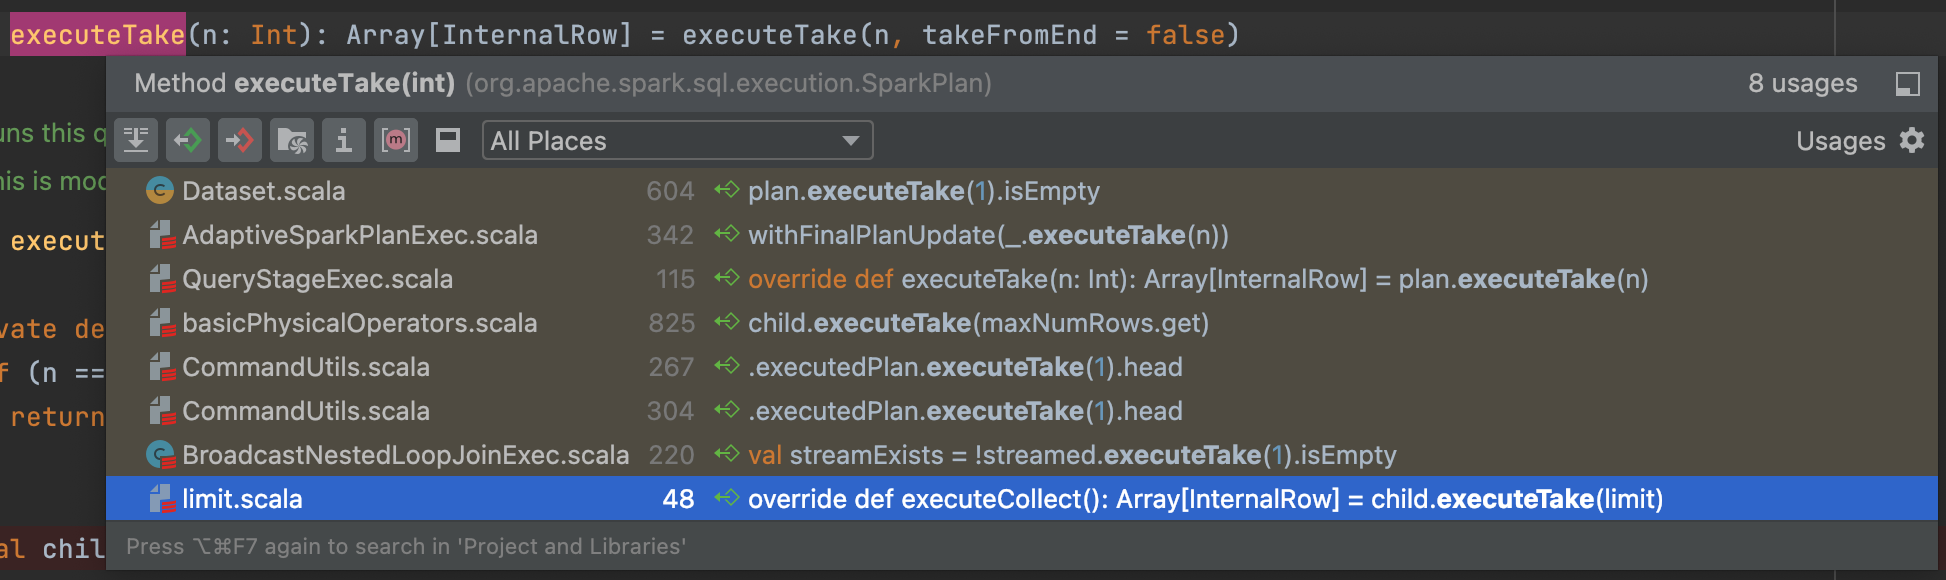 executeTake(n: Int): Array[InternalRow] = executeTake(n, takeFromEnd = false)
Method executeTake(int) (org.apache.spark.sql.execution.SparkPlan) 8 usages
uns this q
All Places Usages
his is mod
Dataset.scala 604 plan.executeTake(1).isEmpty
AdaptiveSparkPlanExec.scala 342 withFinalPlanUpdate(_.executeTake(n))
execut
QueryStageExec.scala 115 override def executeTake(n: Int): Array[InternalRow] = plan.executeTake(n)
vate de
basicPhysicalOperators.scala 825 child.executeTake(maxNumRows.get)
f (n ==
CommandUtils.scala 267 .executedPlan.executeTake(1).head
return
CommandUtils.scala 304 .executedPlan.executeTake(1).head
BroadcastNestedLoopJoinExec.scala 220 val streamExists = !streamed.executeTake(1).isEmpty
limit.scala 48 override def executeCollect(): Array[InternalRow] = child.executeTake(limit)
al chil
Press ⌥⌘F7 again to search in 'Project and Libraries'